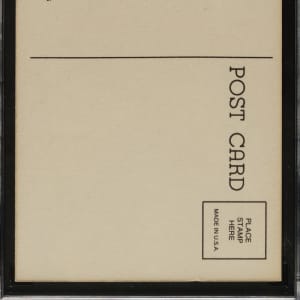 POST CARD
PLACE
STAMP
HERE
MADE IN U.S.A.